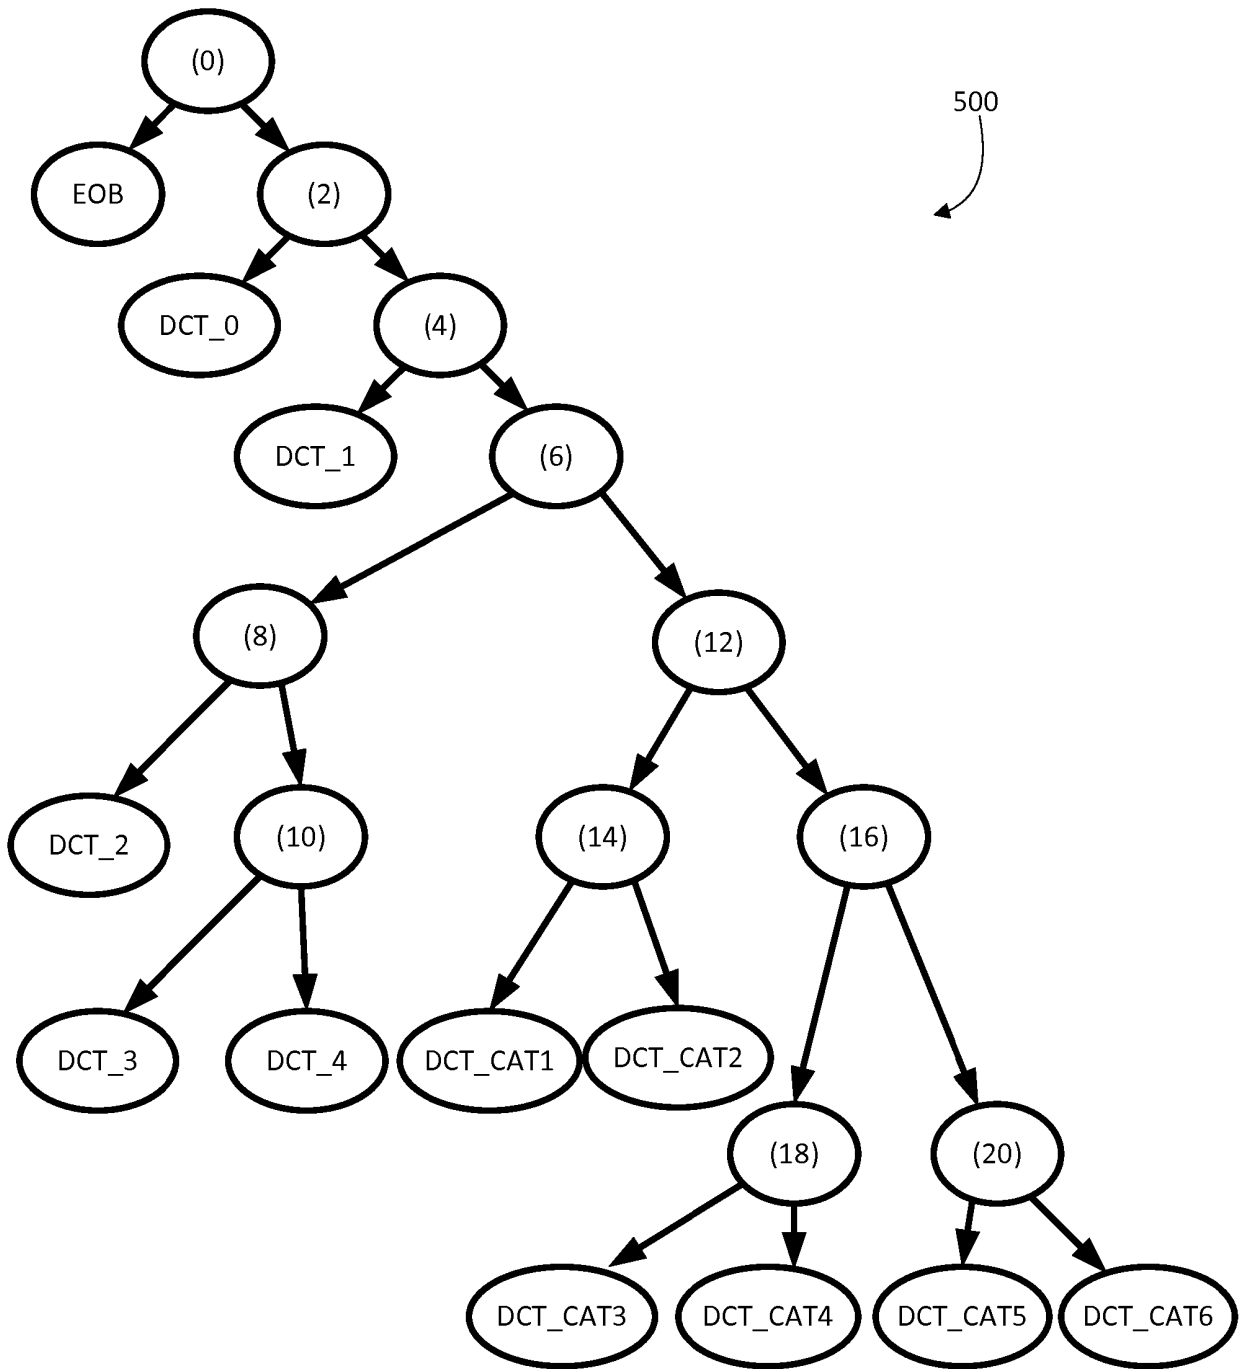 (0)
500
EOB
(2)
DCT_0
(4)
DCT_1
(6)
(8)
(12)
DCT_2
(10)
(14)
(16)
DCT_3
DCT_4
DCT_CAT1
DCT_CAT2
(18)
(20)
DCT_CAT3
DCT_CAT4
DCT_CAT5
DCT_CAT6